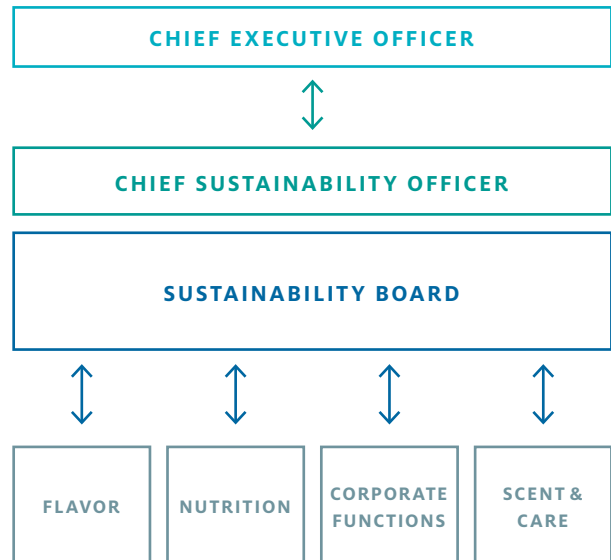 CHIEF EXECUTIVE OFFICER
CHIEF SUSTAINABILITY OFFICER
SUSTAINABILITY BOARD
FLAVOR
NUTRITION
CORPORATE
FUNCTIONS
SCENT &
CARE